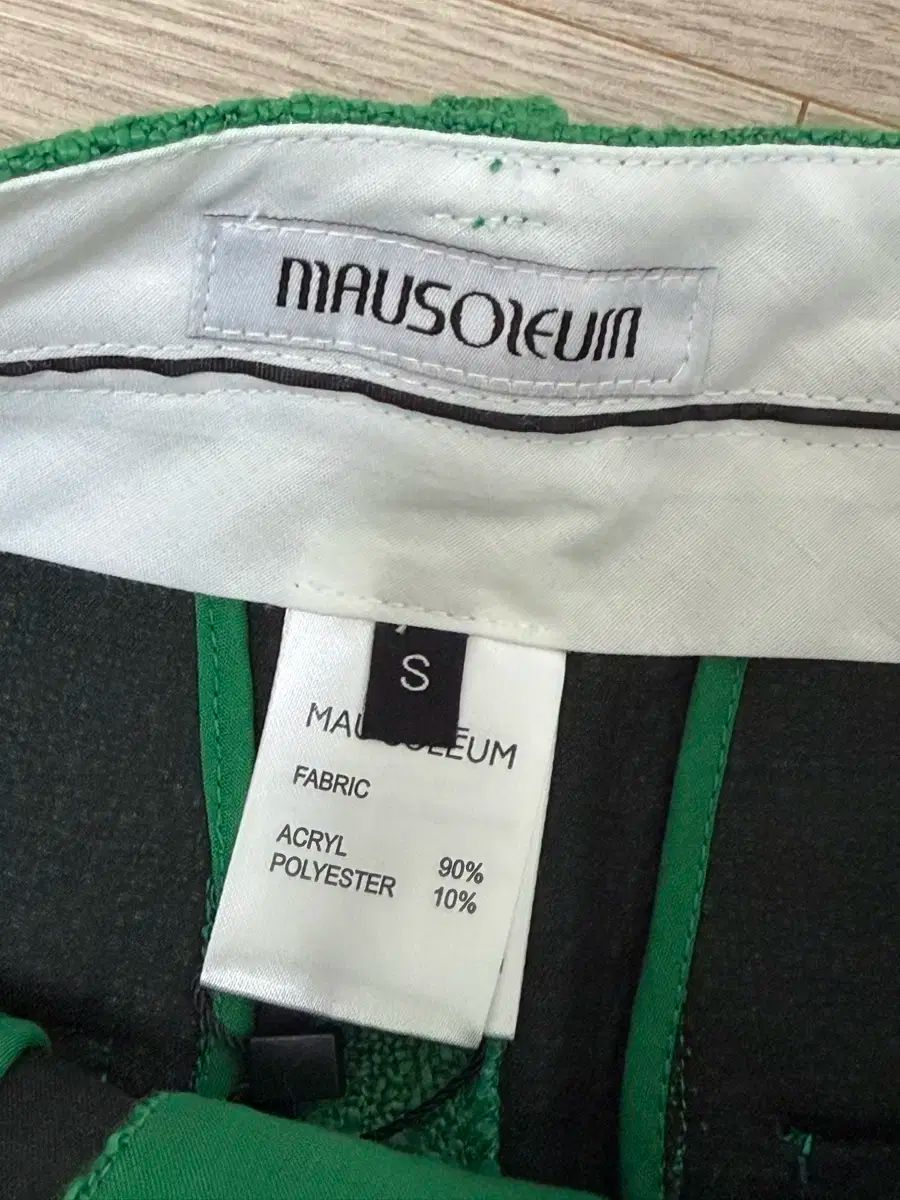 MAUSOLEUM
S
MAUSOLEUM
FABRIC
ACRYL 90%
POLYESTER 10%